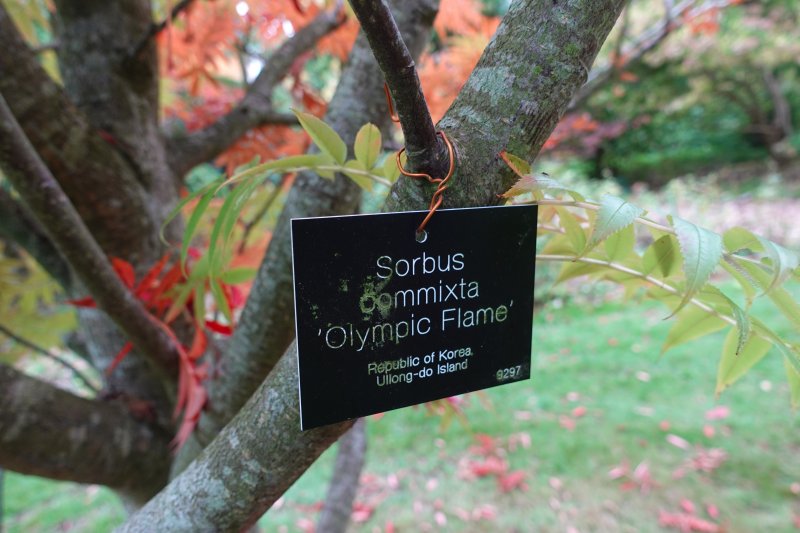 Sorbus
commixta
'Olympic Flame'
Republic of Korea,
Ullong-do Island
9297